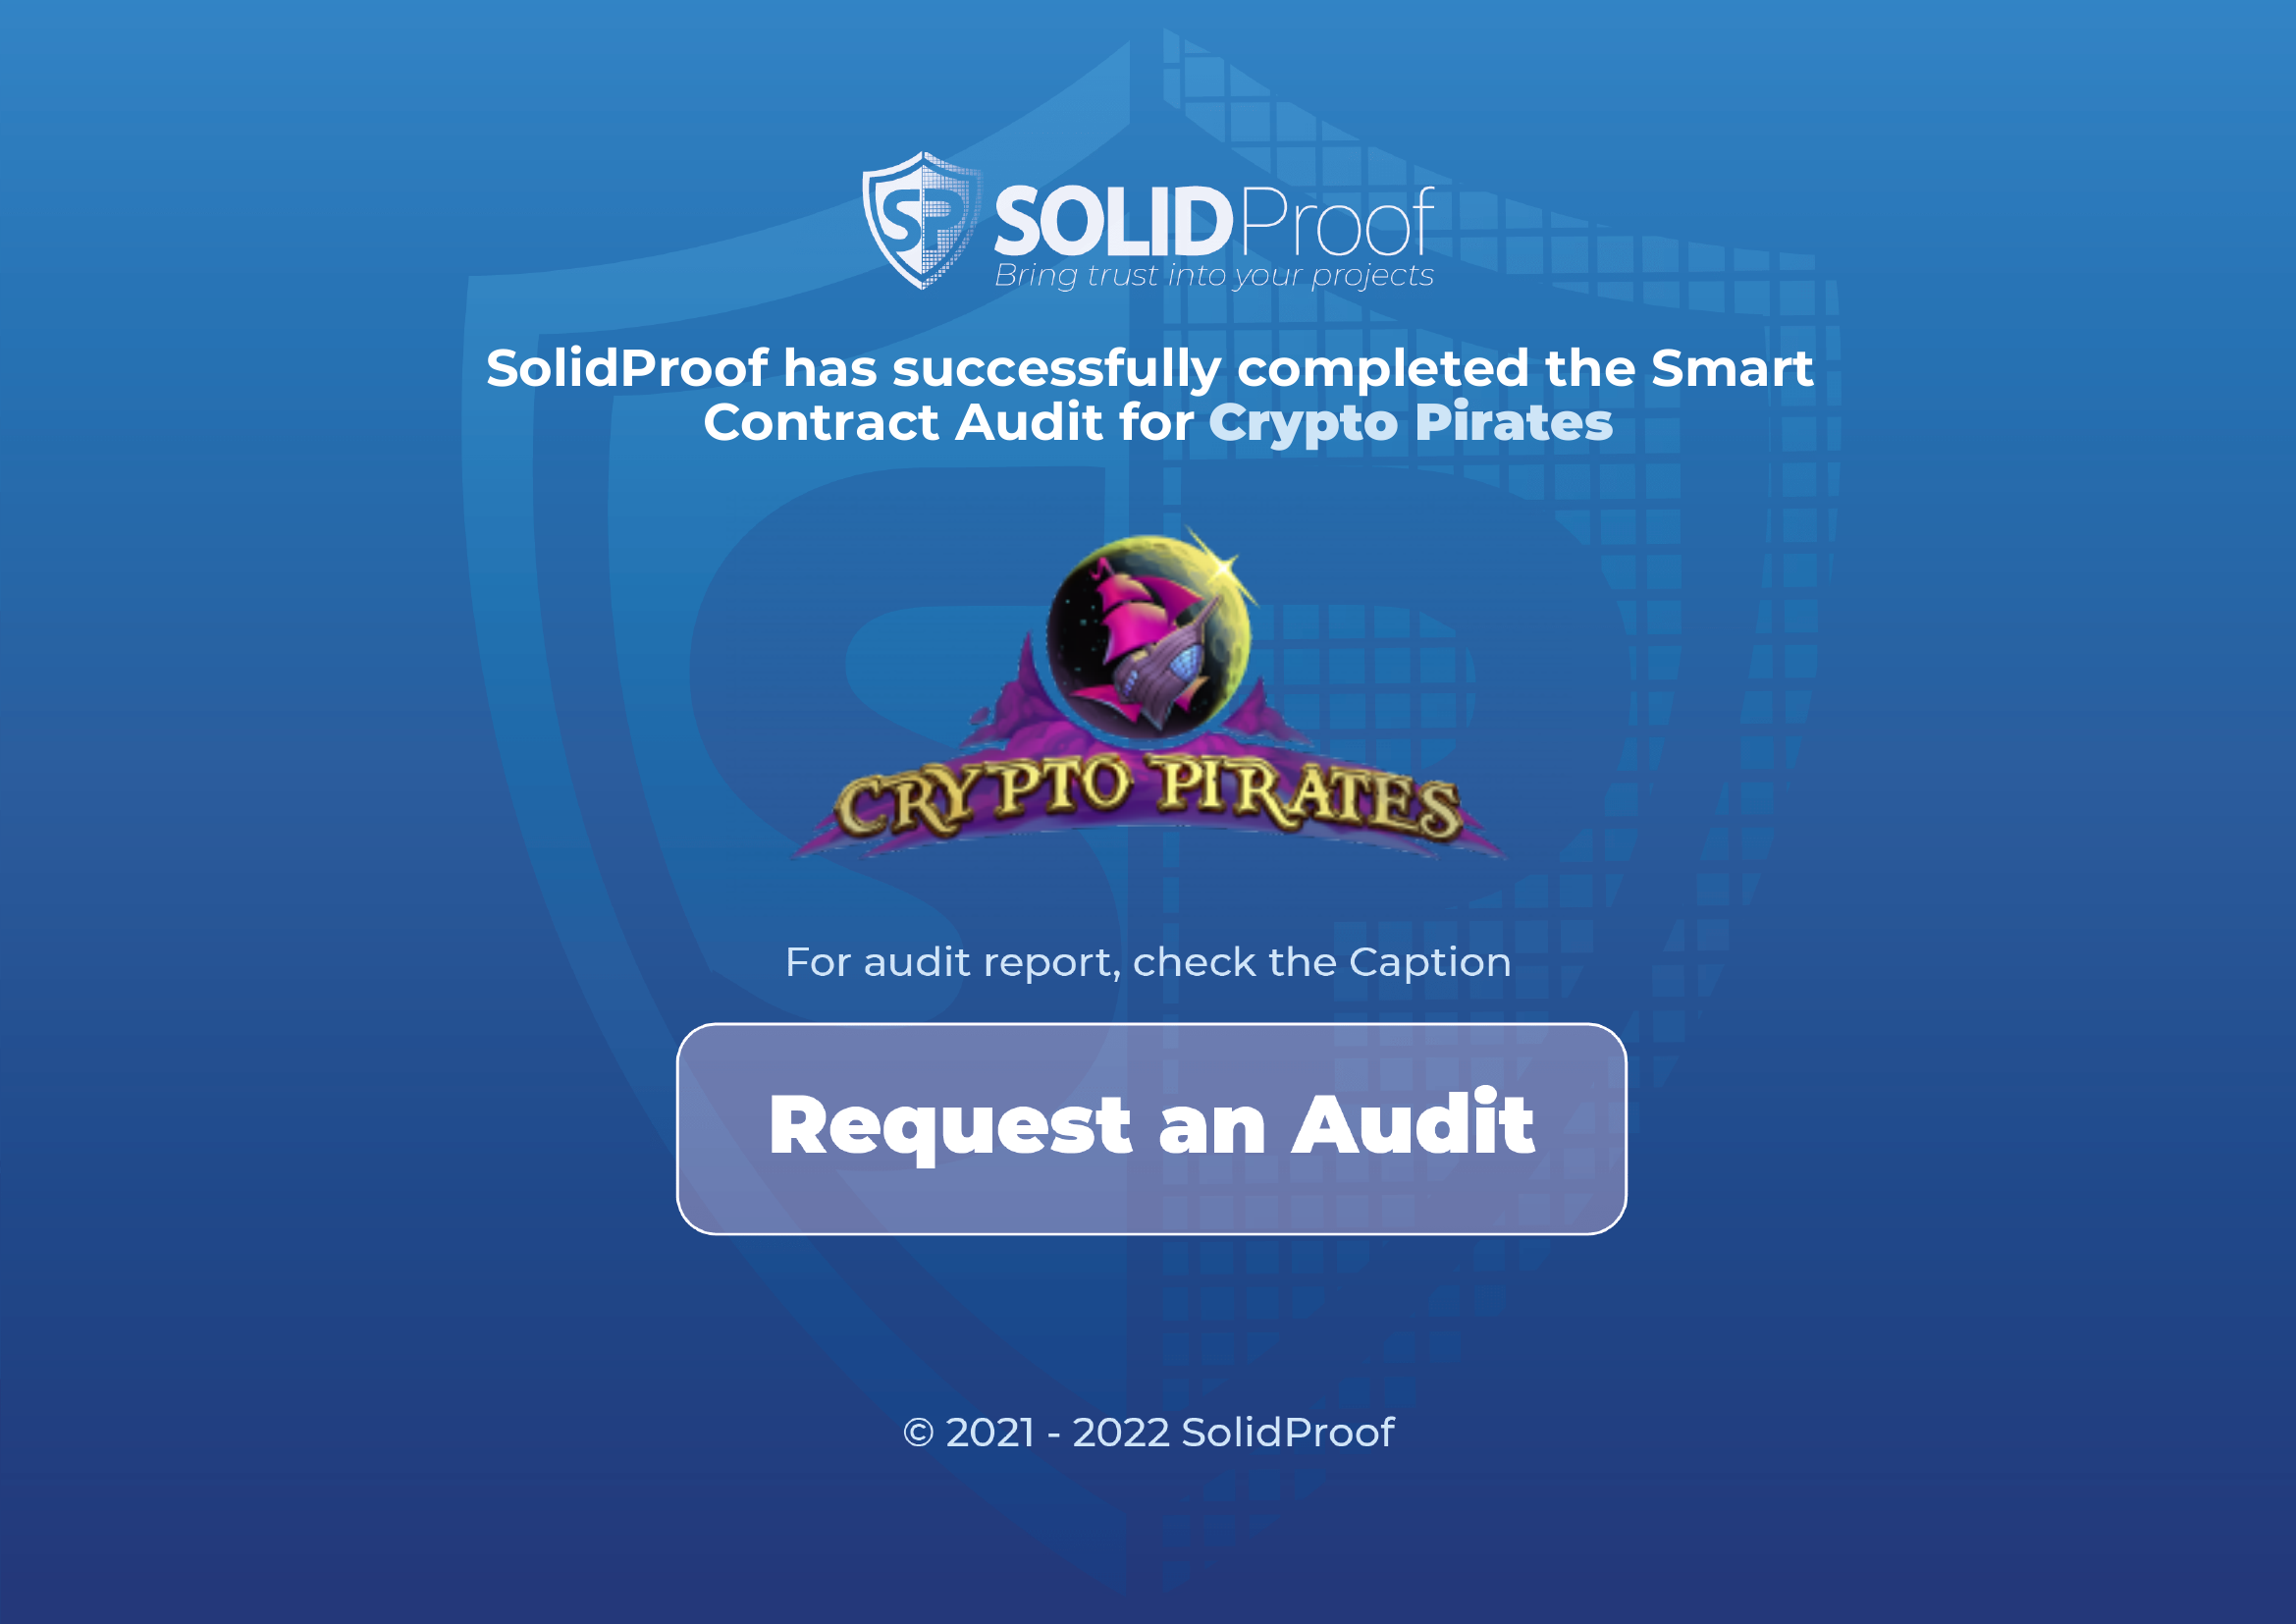 SP SOLIDProof
Bring trust into your projects
SolidProof has successfully completed the Smart
Contract Audit for Crypto Pirates
CRYPTO PIRATES
For audit report, check the Caption
Request an Audit
© 2021 - 2022 SolidProof